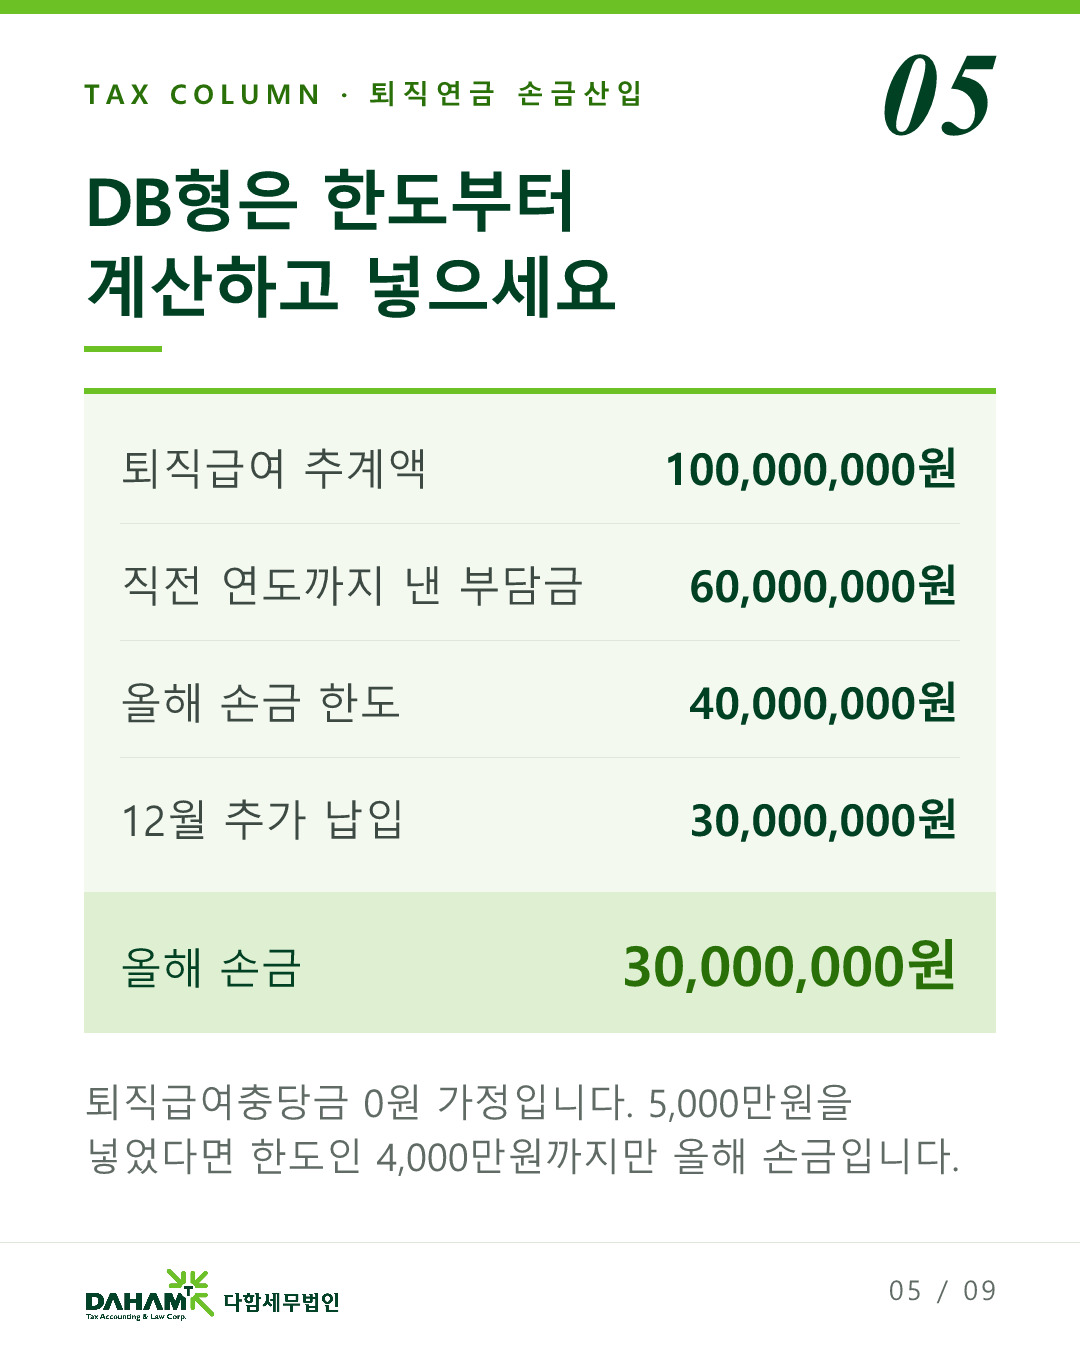 TAX COLUMN · 퇴직연금 손금산입
05
DB형은 한도부터
계산하고 넣으세요
퇴직급여 추계액 100,000,000원
직전 연도까지 낸 부담금 60,000,000원
올해 손금 한도 40,000,000원
12월 추가 납입 30,000,000원
올해 손금 30,000,000원
퇴직급여충당금 0원 가정입니다. 5,000만원을
넣었다면 한도인 4,000만원까지만 올해 손금입니다.
DAHAM T 다함세무법인
Tax Accounting & Law Corp.
05 / 09